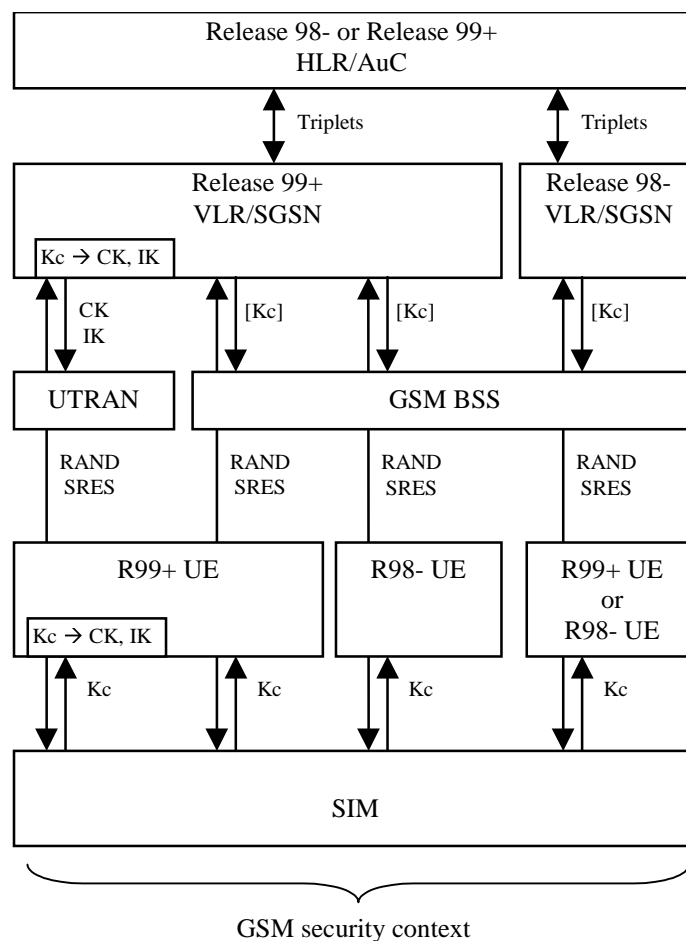 Release 98- or Release 99+
HLR/AuC
Triplets
Triplets
Release 99+
VLR/SGSN
Release 98-
VLR/SGSN
Kc → CK, IK
CK
IK
[Kc]
[Kc]
[Kc]
UTRAN
GSM BSS
RAND
SRES
RAND
SRES
RAND
SRES
RAND
SRES
R99+ UE
R98- UE
R99+ UE
or
R98- UE
Kc → CK, IK
Kc
Kc
Kc
Kc
SIM
GSM security context